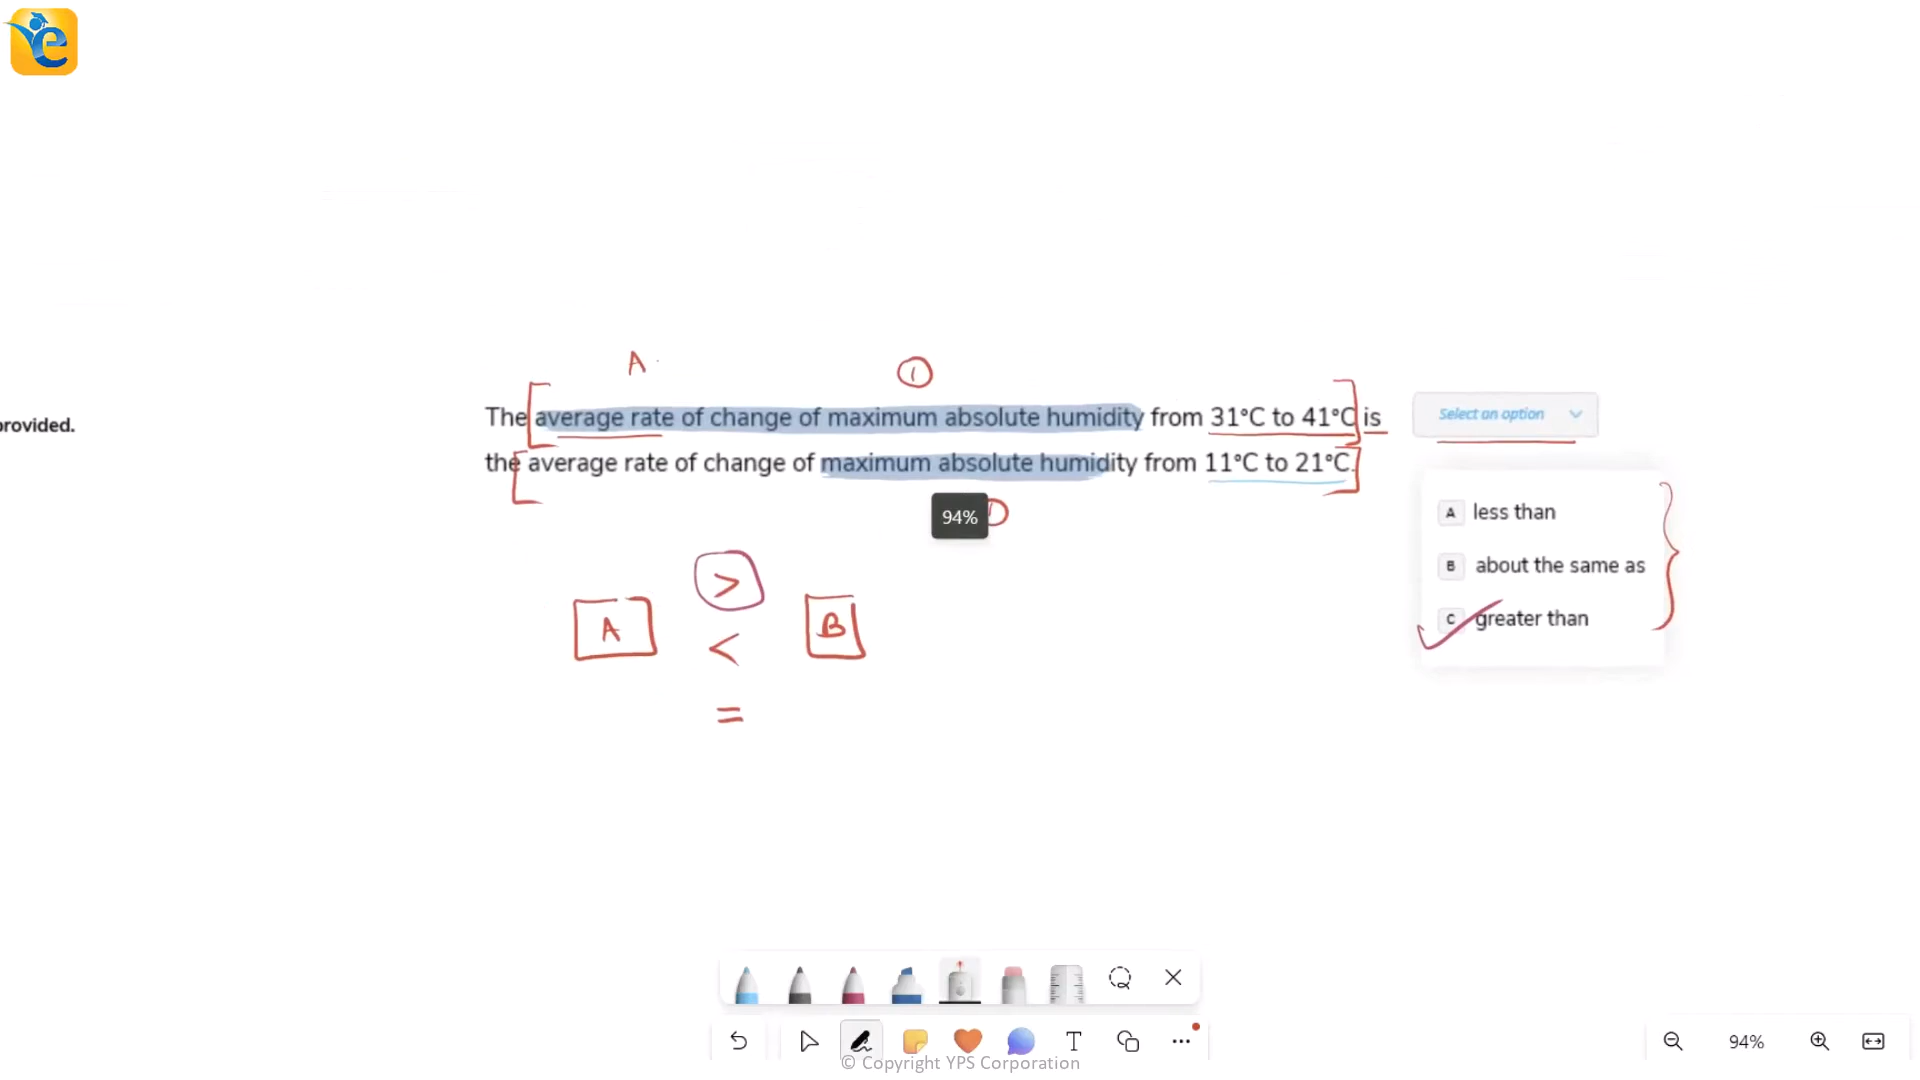 e
provided.
A
1
The average rate of change of maximum absolute humidity from 31°C to 41°C is
Select an option
the average rate of change of maximum absolute humidity from 11°C to 21°C.
94%
1
A less than
B about the same as
C greater than
>
A
<
B
=
T
94%
© Copyright YPS Corporation